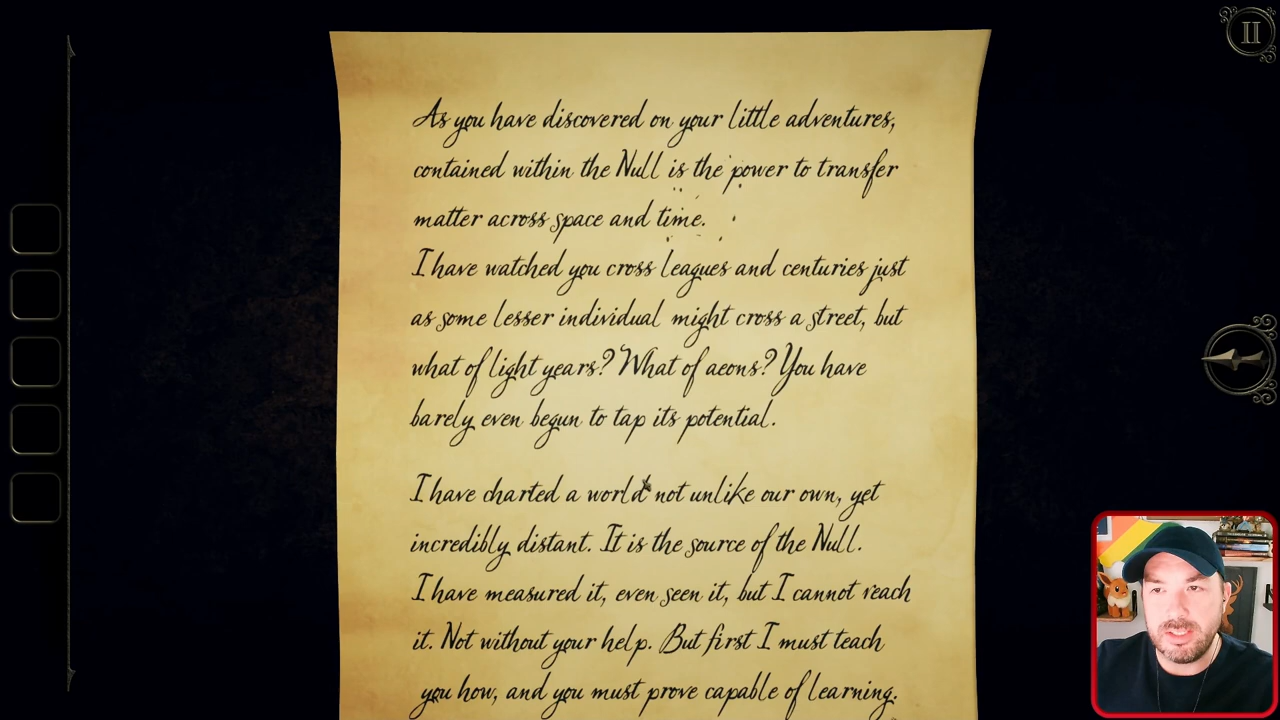 As you have discovered on your little adventures,
contained within the Null is the power to transfer
matter across space and time.
I have watched you cross leagues and centuries just
as some lesser individual might cross a street, but
what of light years? What of aeons? You have
barely even begun to tap its potential.
I have charted a world not unlike our own, yet
incredibly distant. It is the source of the Null.
I have measured it, even seen it, but I cannot reach
it. Not without your help. But first I must teach
you how, and you must prove capable of learning.